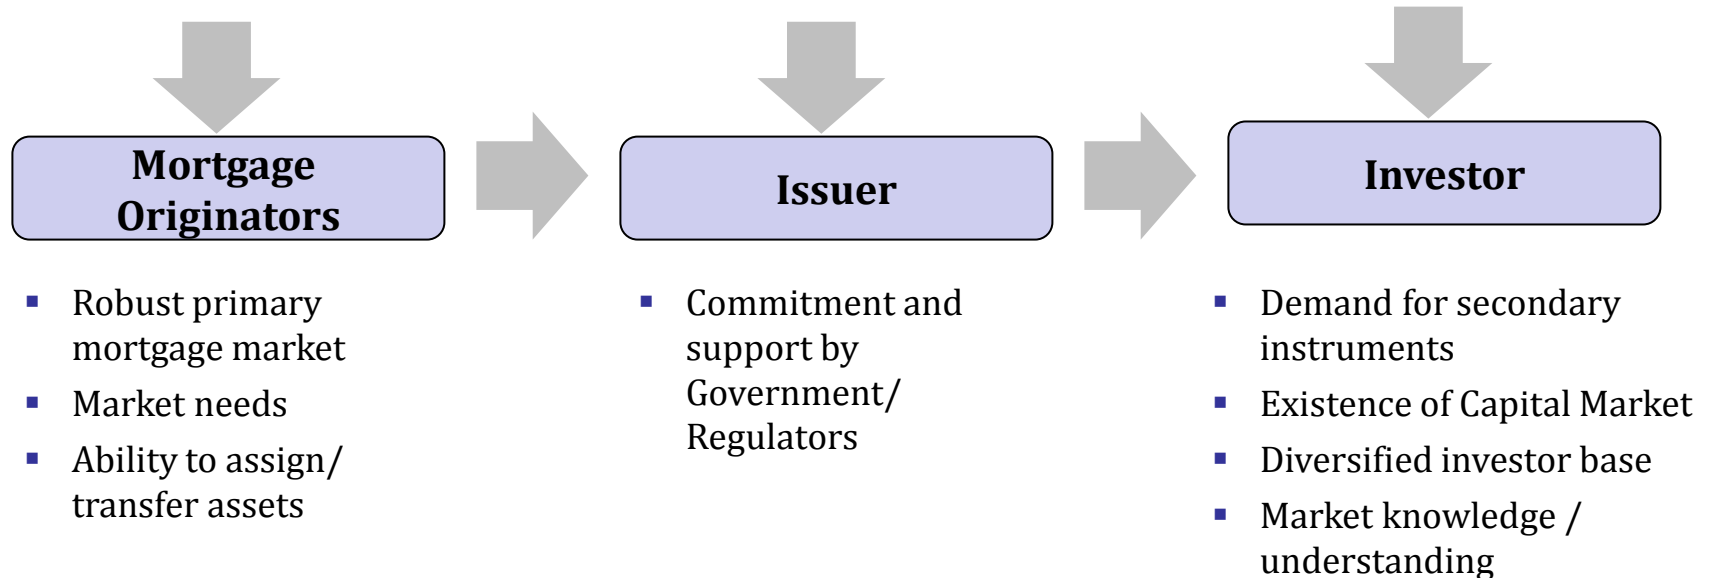 Mortgage
Originators
Issuer
Investor
Robust primary
mortgage market
Market needs
Ability to assign/
transfer assets
Commitment and
support by
Government/
Regulators
Demand for secondary
instruments
Existence of Capital Market
Diversified investor base
Market knowledge /
understanding